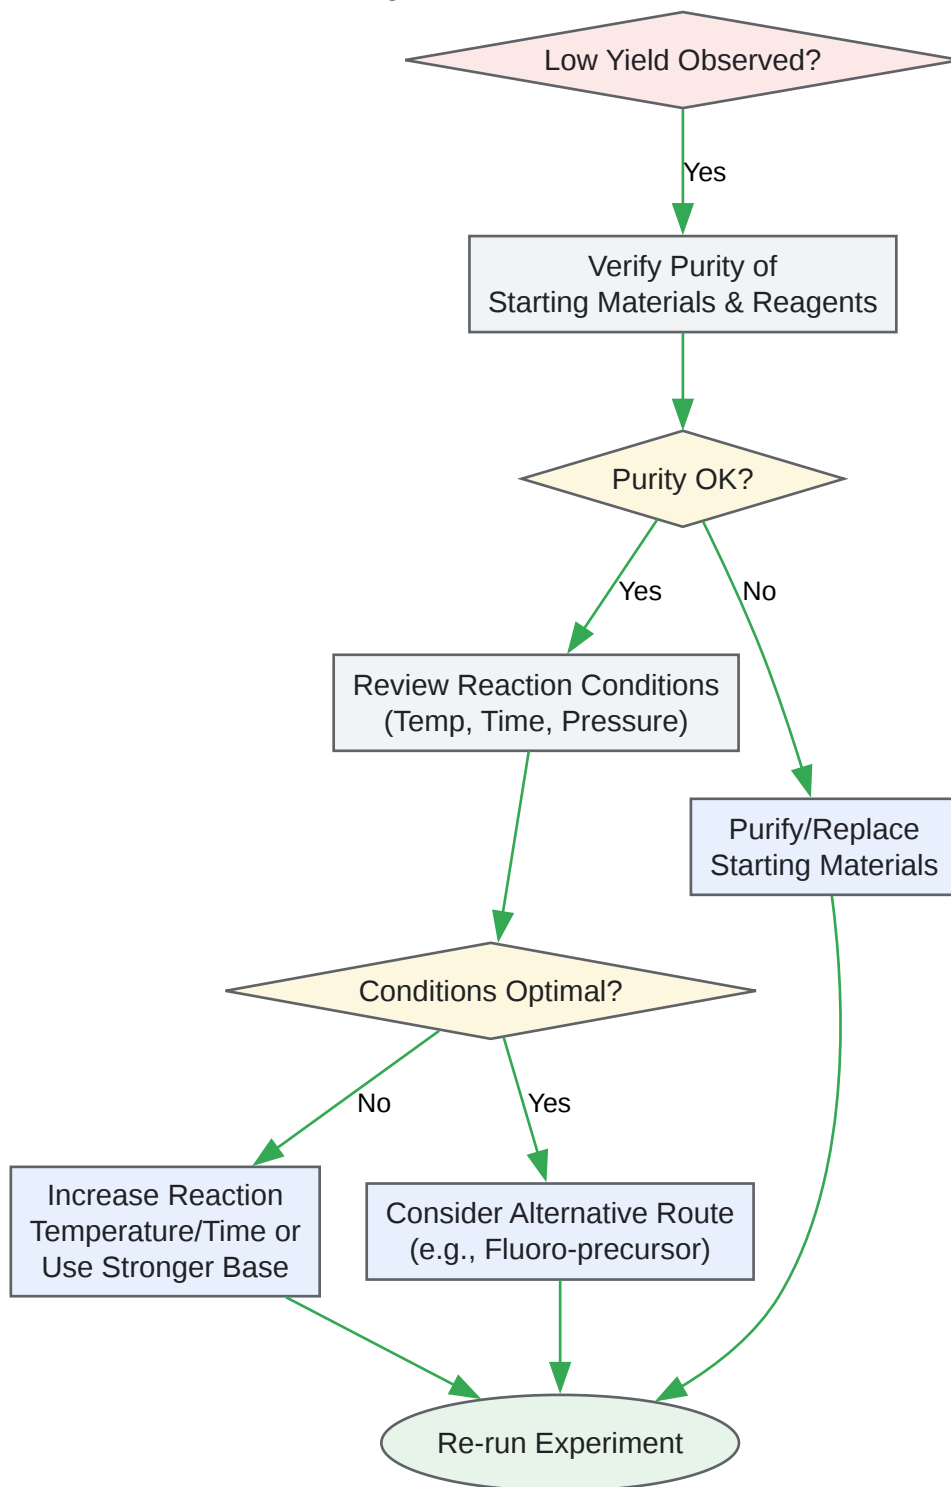 Low Yield Observed?
Yes
Verify Purity of
Starting Materials & Reagents
Purity OK?
Yes
No
Review Reaction Conditions
(Temp, Time, Pressure)
Purify/Replace
Starting Materials
Conditions Optimal?
No
Yes
Increase Reaction
Temperature/Time or
Use Stronger Base
Consider Alternative Route
(e.g., Fluoro-precursor)
Re-run Experiment